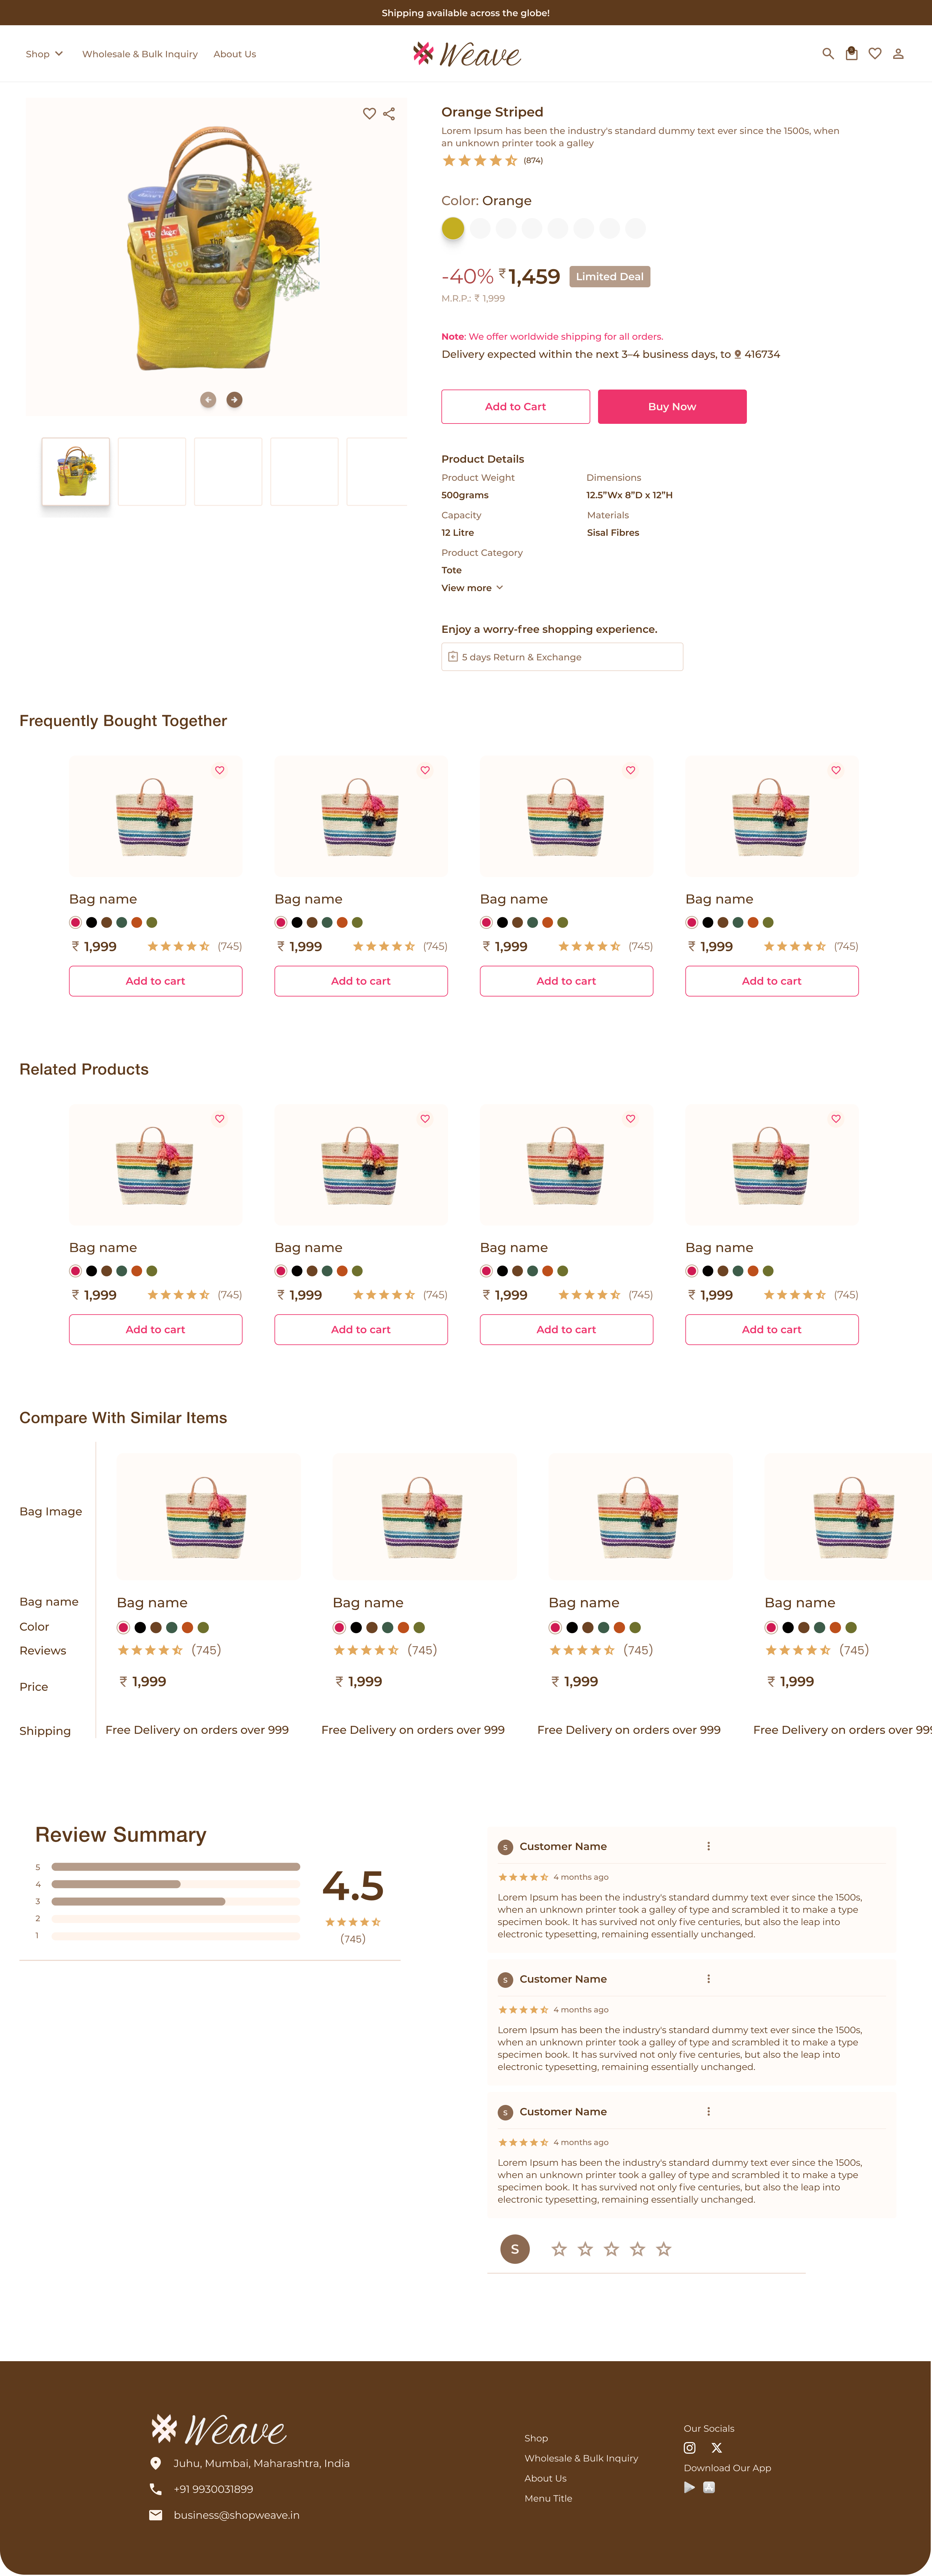 Shipping available across the globe!
Shop
Wholesale & Bulk Inquiry
About Us
Weave
Orange Striped
Lorem Ipsum has been the industry's standard dummy text ever since the 1500s, when
an unknown printer took a galley
(874)
Color: Orange
-40% ₹1,459 Limited Deal
M.R.P.: ₹ 1,999
Note: We offer worldwide shipping for all orders.
Delivery expected within the next 3–4 business days, to 416734
Add to Cart
Buy Now
Product Details
Product Weight
Dimensions
500grams
12.5”Wx 8”D x 12”H
Capacity
Materials
12 Litre
Sisal Fibres
Product Category
Tote
View more
Enjoy a worry-free shopping experience.
5 days Return & Exchange
Frequently Bought Together
Bag name
Bag name
Bag name
Bag name
₹ 1,999 (745)
₹ 1,999 (745)
₹ 1,999 (745)
₹ 1,999 (745)
Add to cart
Add to cart
Add to cart
Add to cart
Related Products
Bag name
Bag name
Bag name
Bag name
₹ 1,999 (745)
₹ 1,999 (745)
₹ 1,999 (745)
₹ 1,999 (745)
Add to cart
Add to cart
Add to cart
Add to cart
Compare With Similar Items
Bag Image
Bag name
Bag name
Bag name
Bag name
Bag name
Color
Reviews
(745)
(745)
(745)
(745)
Price
₹ 1,999
₹ 1,999
₹ 1,999
₹ 1,999
Shipping
Free Delivery on orders over 999
Free Delivery on orders over 999
Free Delivery on orders over 999
Free Delivery on orders over 999
Review Summary
5
4
3
2
1
4.5
(745)
S Customer Name
4 months ago
Lorem Ipsum has been the industry's standard dummy text ever since the 1500s,
when an unknown printer took a galley of type and scrambled it to make a type
specimen book. It has survived not only five centuries, but also the leap into
electronic typesetting, remaining essentially unchanged.
S Customer Name
4 months ago
Lorem Ipsum has been the industry's standard dummy text ever since the 1500s,
when an unknown printer took a galley of type and scrambled it to make a type
specimen book. It has survived not only five centuries, but also the leap into
electronic typesetting, remaining essentially unchanged.
S Customer Name
4 months ago
Lorem Ipsum has been the industry's standard dummy text ever since the 1500s,
when an unknown printer took a galley of type and scrambled it to make a type
specimen book. It has survived not only five centuries, but also the leap into
electronic typesetting, remaining essentially unchanged.
S
Weave
Juhu, Mumbai, Maharashtra, India
+91 9930031899
business@shopweave.in
Shop
Wholesale & Bulk Inquiry
About Us
Menu Title
Our Socials
Download Our App